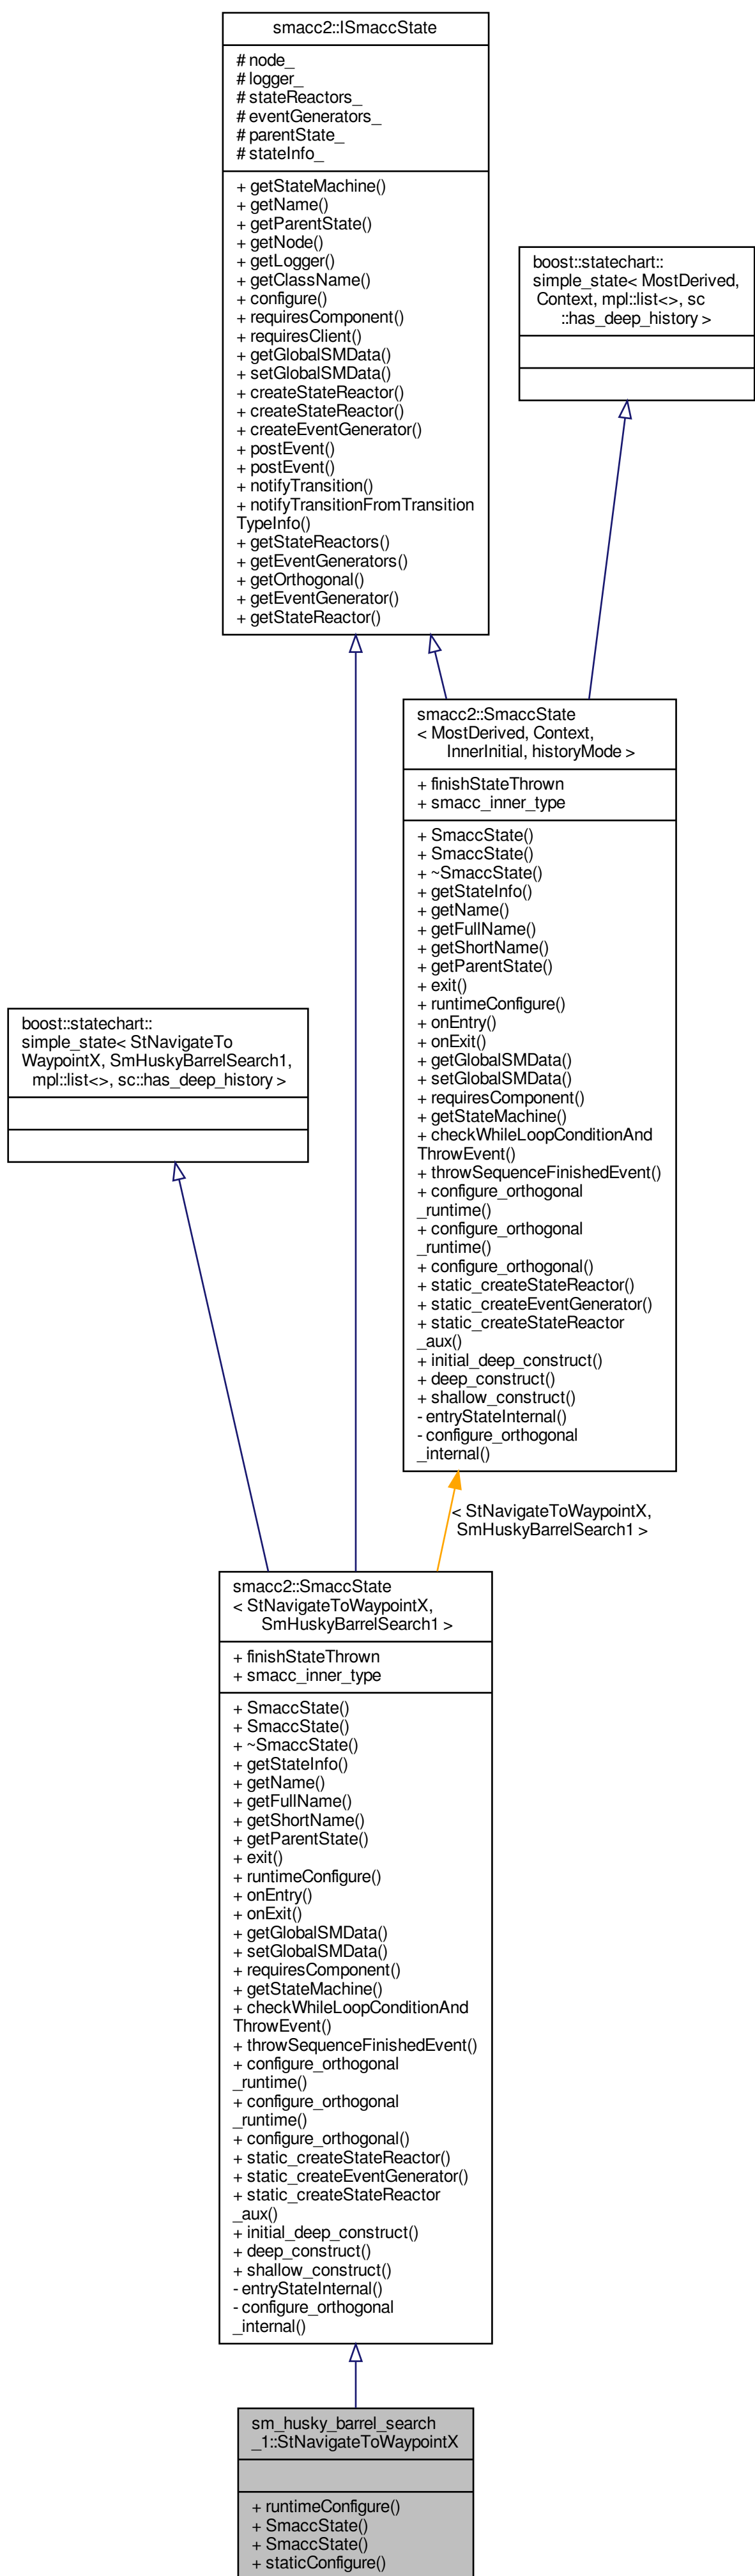 smacc2::ISmaccState
# node_
# logger_
# stateReactors_
# eventGenerators_
# parentState_
# stateInfo_
+ getStateMachine()
+ getName()
+ getParentState()
+ getNode()
+ getLogger()
+ getClassName()
+ configure()
+ requiresComponent()
+ requiresClient()
+ getGlobalSMData()
+ setGlobalSMData()
+ createStateReactor()
+ createStateReactor()
+ createEventGenerator()
+ postEvent()
+ postEvent()
+ notifyTransition()
+ notifyTransitionFromTransition
TypeInfo()
+ getStateReactors()
+ getEventGenerators()
+ getOrthogonal()
+ getEventGenerator()
+ getStateReactor()
boost::statechart::
simple_state< MostDerived,
Context, mpl::list<>, sc
::has_deep_history >
smacc2::SmaccState
< MostDerived, Context,
InnerInitial, historyMode >
+ finishStateThrown
+ smacc_inner_type
+ SmaccState()
+ SmaccState()
+ ~SmaccState()
+ getStateInfo()
+ getName()
+ getFullName()
+ getShortName()
+ getParentState()
+ exit()
+ runtimeConfigure()
+ onEntry()
+ onExit()
+ getGlobalSMData()
+ setGlobalSMData()
+ requiresComponent()
+ getStateMachine()
+ checkWhileLoopConditionAnd
ThrowEvent()
+ throwSequenceFinishedEvent()
+ configure_orthogonal
_runtime()
+ configure_orthogonal
_runtime()
+ configure_orthogonal()
+ static_createStateReactor()
+ static_createEventGenerator()
+ static_createStateReactor
_aux()
+ initial_deep_construct()
+ deep_construct()
+ shallow_construct()
- entryStateInternal()
- configure_orthogonal
_internal()
boost::statechart::
simple_state< StNavigateTo
WaypointX, SmHuskyBarrelSearch1,
mpl::list<>, sc::has_deep_history >
< StNavigateToWaypointX,
SmHuskyBarrelSearch1 >
smacc2::SmaccState
< StNavigateToWaypointX,
SmHuskyBarrelSearch1 >
+ finishStateThrown
+ smacc_inner_type
+ SmaccState()
+ SmaccState()
+ ~SmaccState()
+ getStateInfo()
+ getName()
+ getFullName()
+ getShortName()
+ getParentState()
+ exit()
+ runtimeConfigure()
+ onEntry()
+ onExit()
+ getGlobalSMData()
+ setGlobalSMData()
+ requiresComponent()
+ getStateMachine()
+ checkWhileLoopConditionAnd
ThrowEvent()
+ throwSequenceFinishedEvent()
+ configure_orthogonal
_runtime()
+ configure_orthogonal
_runtime()
+ configure_orthogonal()
+ static_createStateReactor()
+ static_createEventGenerator()
+ static_createStateReactor
_aux()
+ initial_deep_construct()
+ deep_construct()
+ shallow_construct()
- entryStateInternal()
- configure_orthogonal
_internal()
sm_husky_barrel_search
_1::StNavigateToWaypointX
+ runtimeConfigure()
+ SmaccState()
+ SmaccState()
+ staticConfigure()